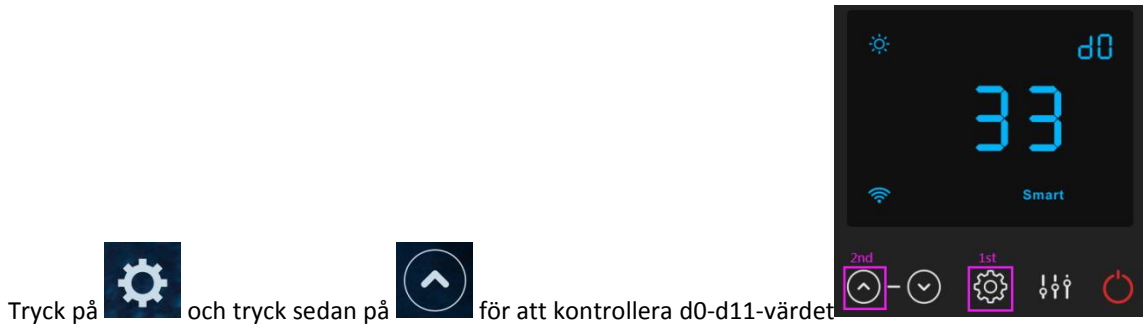 d0
33
Smart
2nd 1st
Tryck på och tryck sedan på för att kontrollera d0-d11-värdet